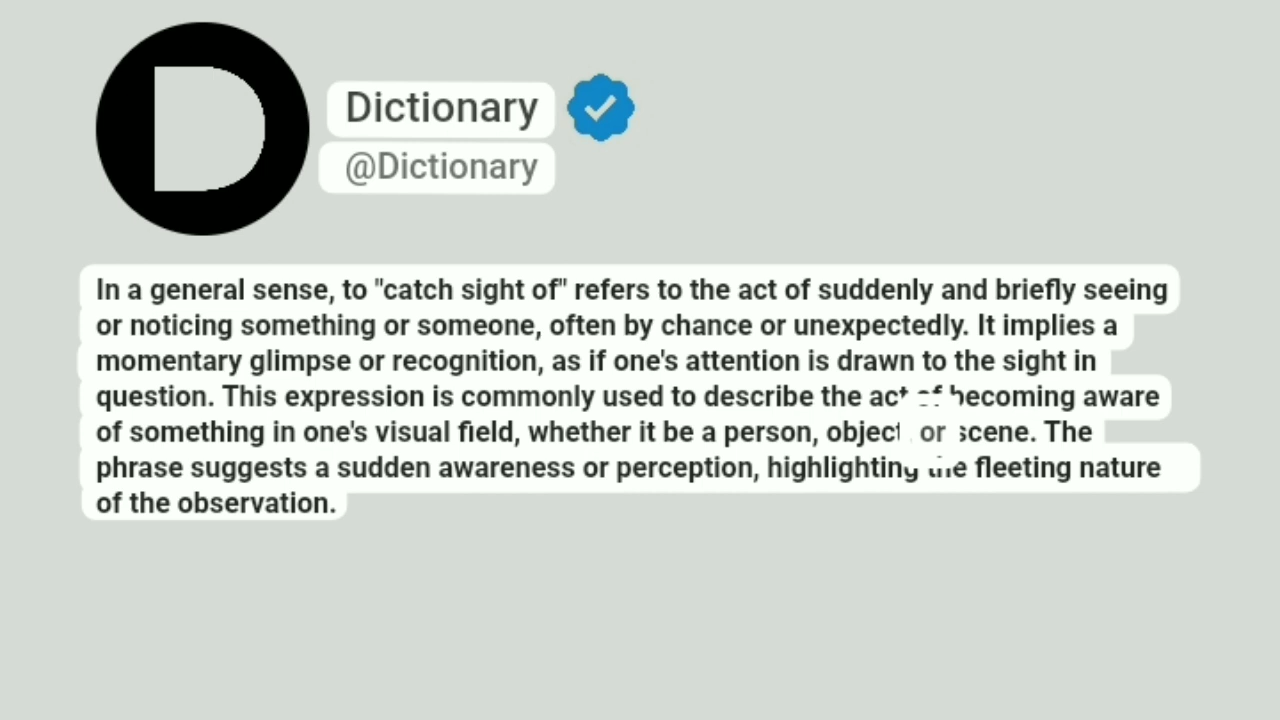 Dictionary
@Dictionary
In a general sense, to "catch sight of" refers to the act of suddenly and briefly seeing
or noticing something or someone, often by chance or unexpectedly. It implies a
momentary glimpse or recognition, as if one's attention is drawn to the sight in
question. This expression is commonly used to describe the act of becoming aware
of something in one's visual field, whether it be a person, object or scene. The
phrase suggests a sudden awareness or perception, highlighting the fleeting nature
of the observation.